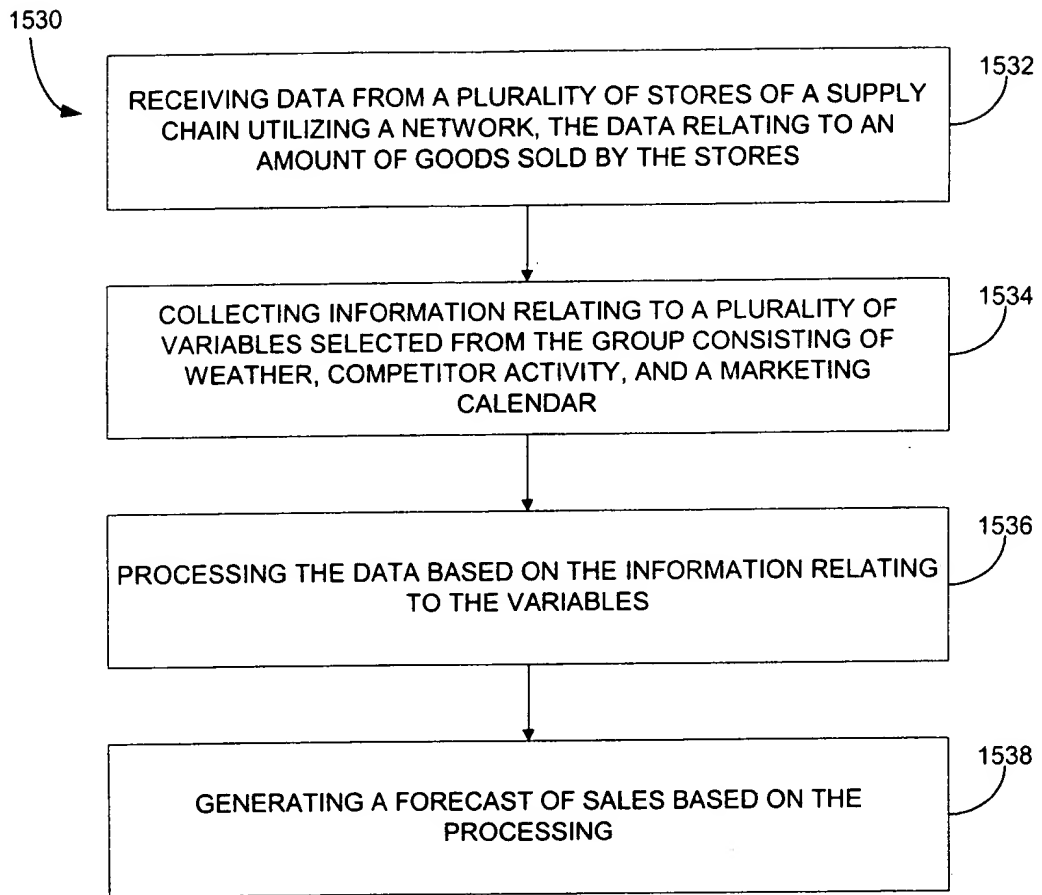 1530
1532
RECEIVING DATA FROM A PLURALITY OF STORES OF A SUPPLY
CHAIN UTILIZING A NETWORK, THE DATA RELATING TO AN
AMOUNT OF GOODS SOLD BY THE STORES
1534
COLLECTING INFORMATION RELATING TO A PLURALITY OF
VARIABLES SELECTED FROM THE GROUP CONSISTING OF
WEATHER, COMPETITOR ACTIVITY, AND A MARKETING
CALENDAR
1536
PROCESSING THE DATA BASED ON THE INFORMATION RELATING
TO THE VARIABLES
1538
GENERATING A FORECAST OF SALES BASED ON THE
PROCESSING